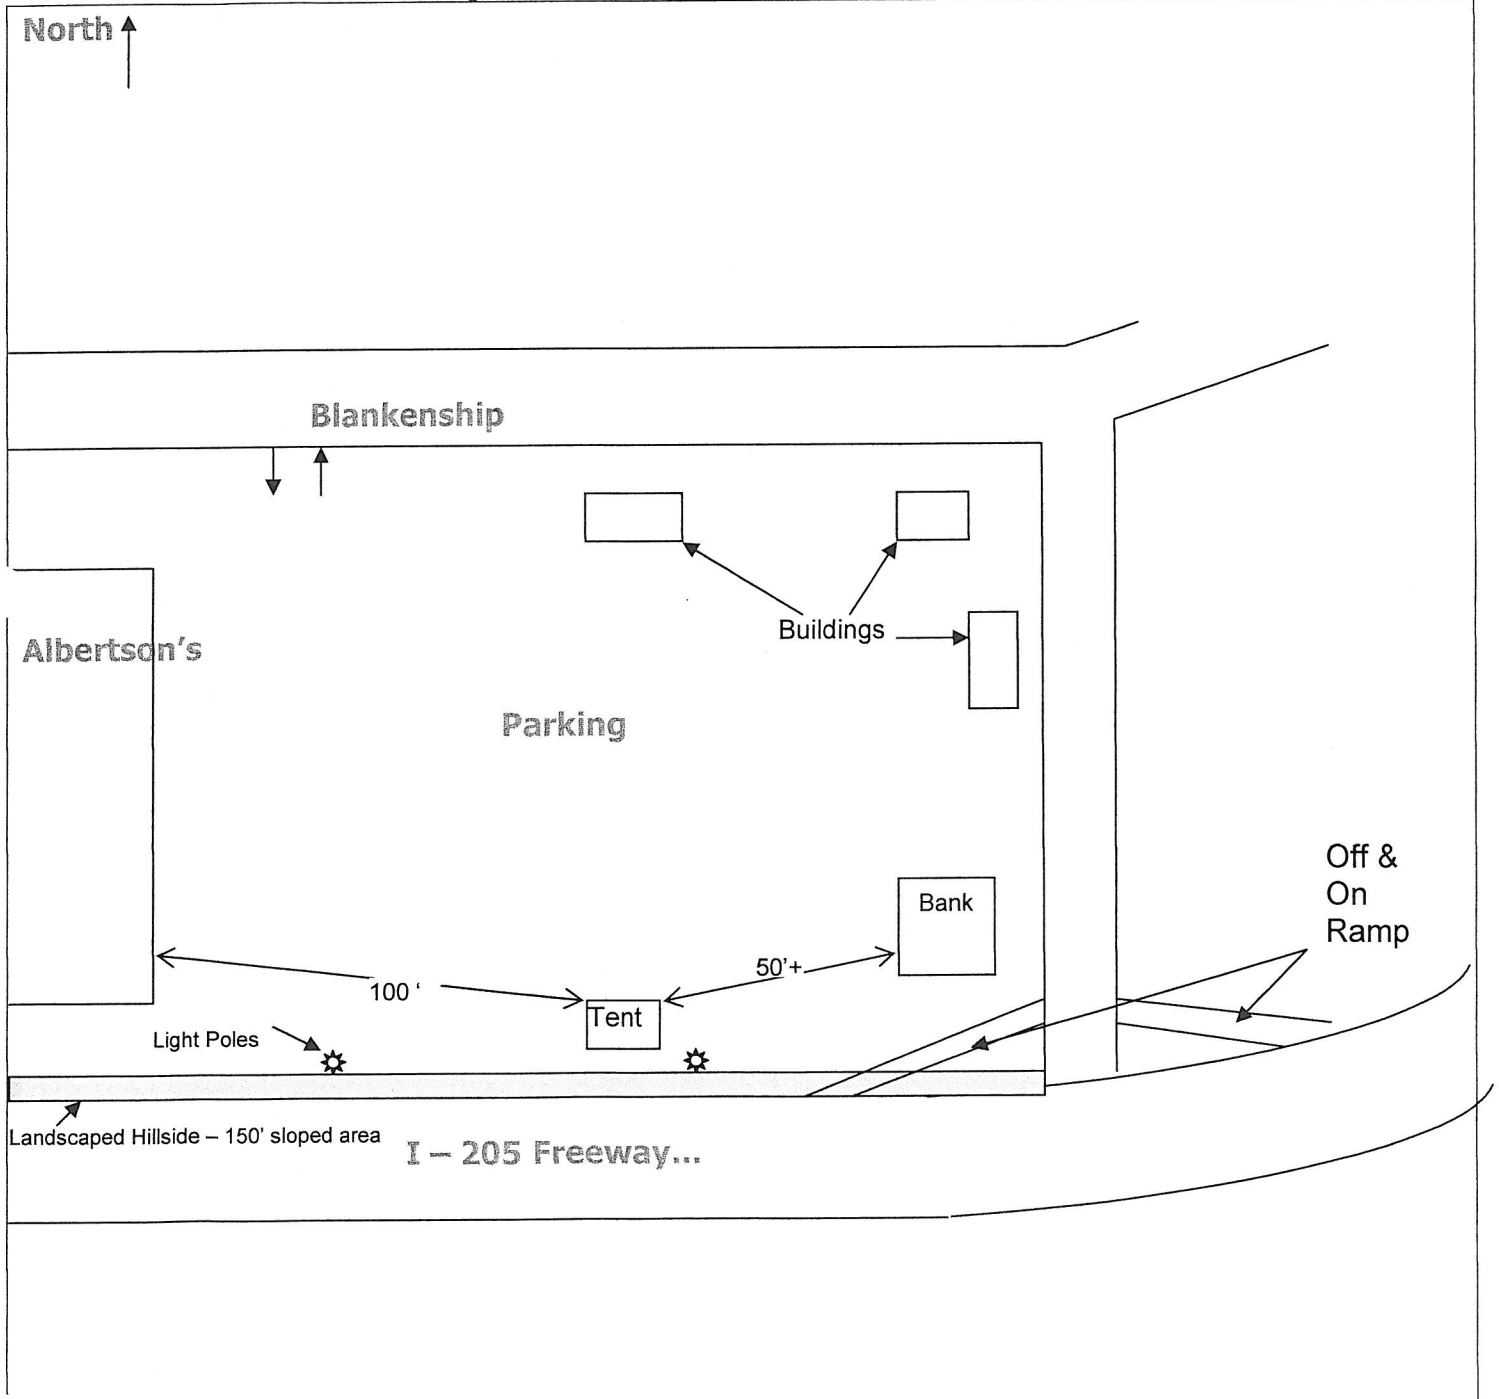 North
Blankenship
Buildings
Albertson's
Parking
Off &
On
Ramp
Bank
50'+
100 '
Tent
Light Poles
Landscaped Hillside – 150' sloped area
I – 205 Freeway...